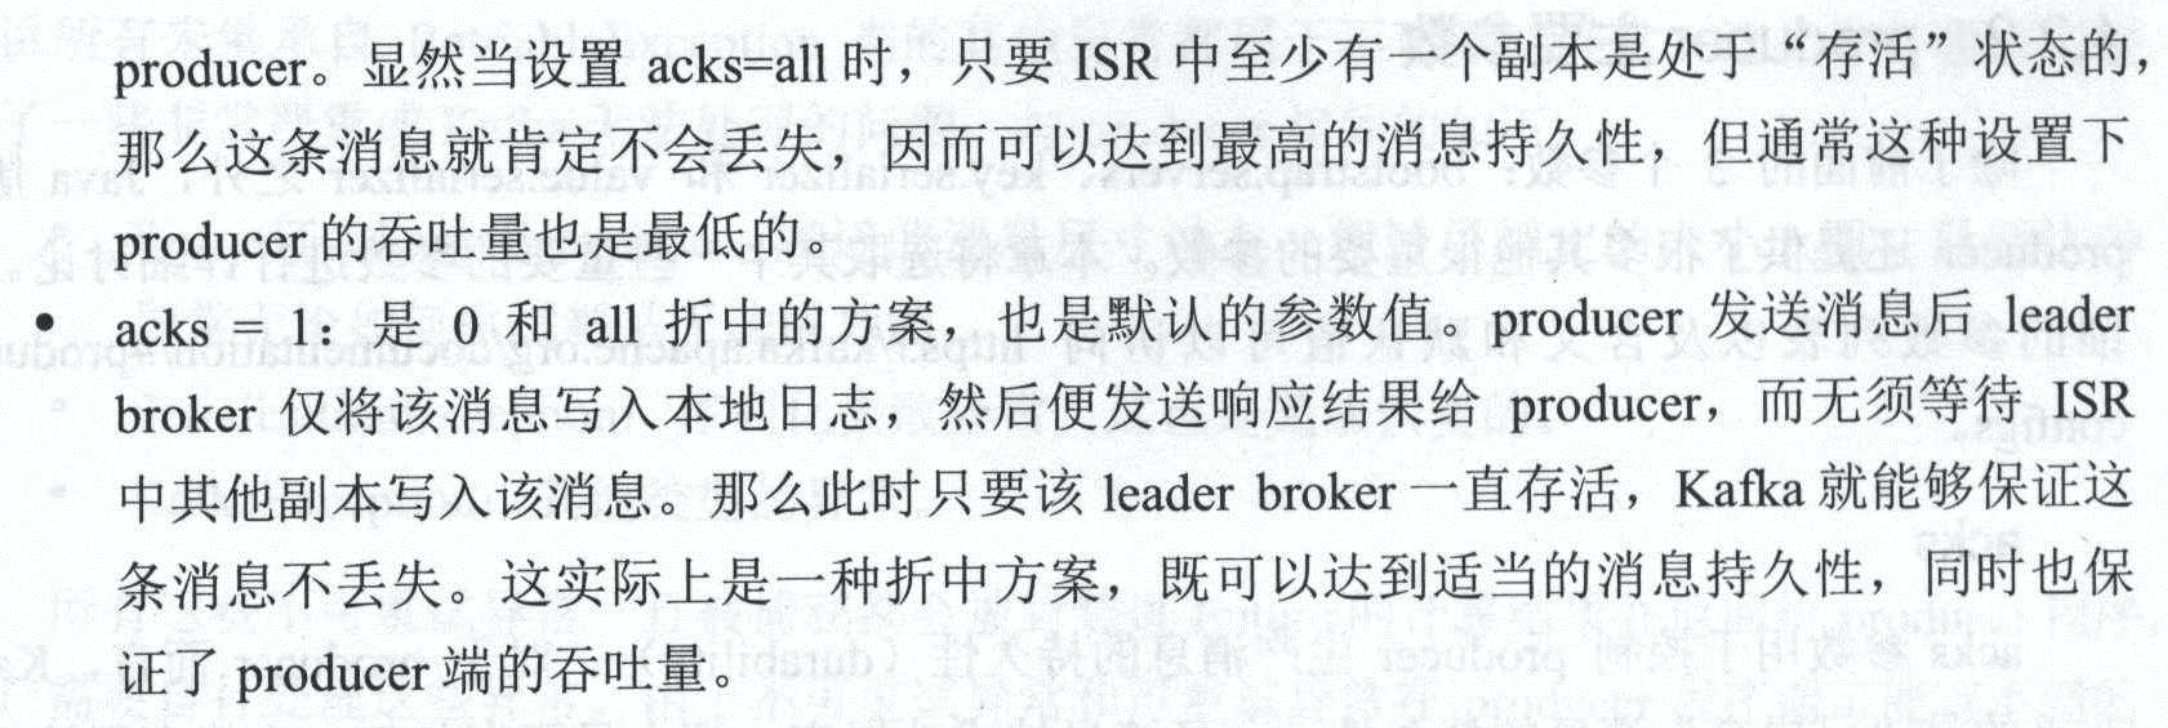 producer。显然当设置 acks=all 时，只要 ISR 中至少有一个副本是处于“存活”状态的，
那么这条消息就肯定不会丢失，因而可以达到最高的消息持久性，但通常这种设置下
producer 的吞吐量也是最低的。
• acks = 1：是 0 和 all 折中的方案，也是默认的参数值。producer 发送消息后 leader
broker 仅将该消息写入本地日志，然后便发送响应结果给 producer，而无须等待 ISR
中其他副本写入该消息。那么此时只要该 leader broker 一直存活，Kafka 就能够保证这
条消息不丢失。这实际上是一种折中方案，既可以达到适当的消息持久性，同时也保
证了 producer 端的吞吐量。